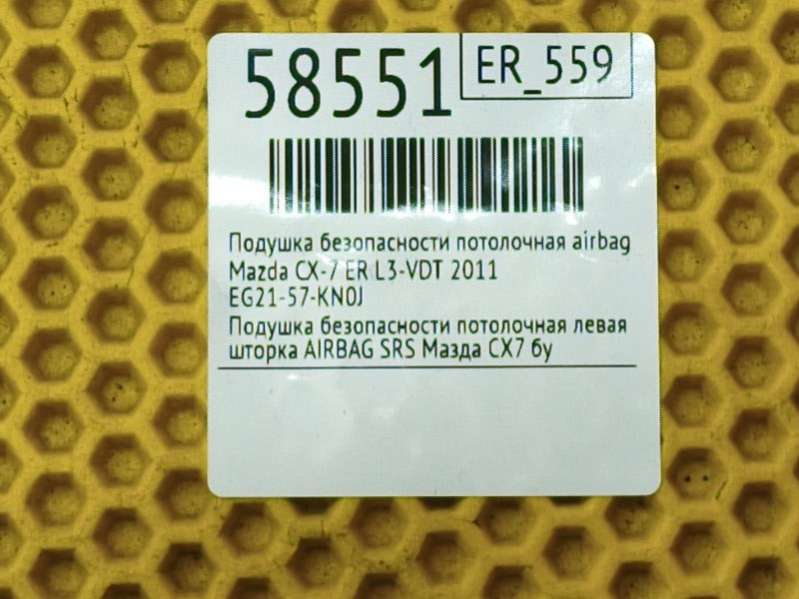 58551
ER_559
Подушка безопасности потолочная airbag
Mazda CX-7 ER L3-VDT 2011
EG21-57-KN0J
Подушка безопасности потолочная левая
шторка AIRBAG SRS Мазда СХ7 бу